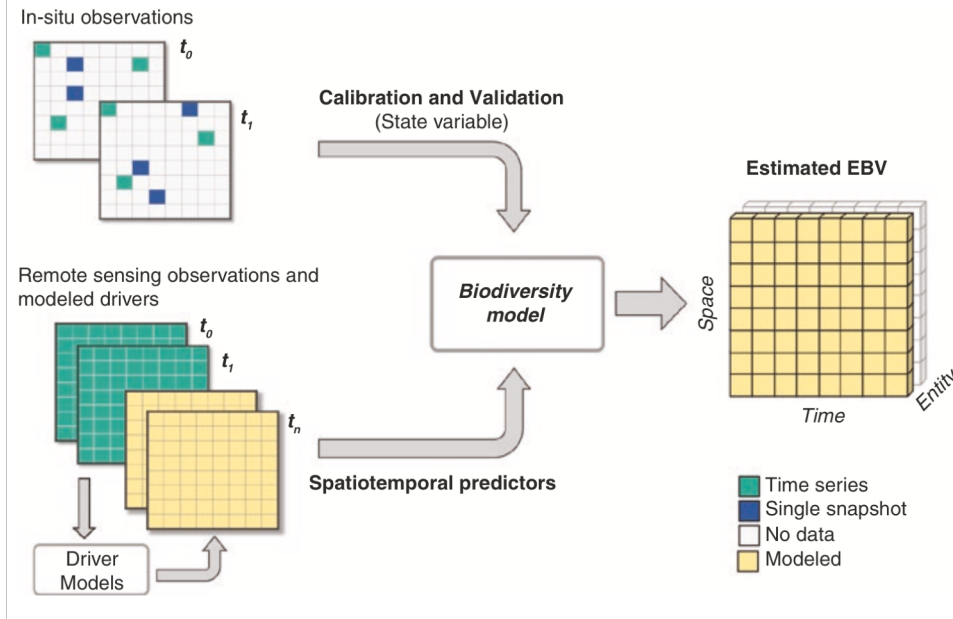 In-situ observations
t0
t1
Calibration and Validation
(State variable)
Estimated EBV
Remote sensing observations and
modeled drivers
t0
t1
tn
Biodiversity
model
Space
Time
Entity
Spatiotemporal predictors
Driver
Models
Time series
Single snapshot
No data
Modeled